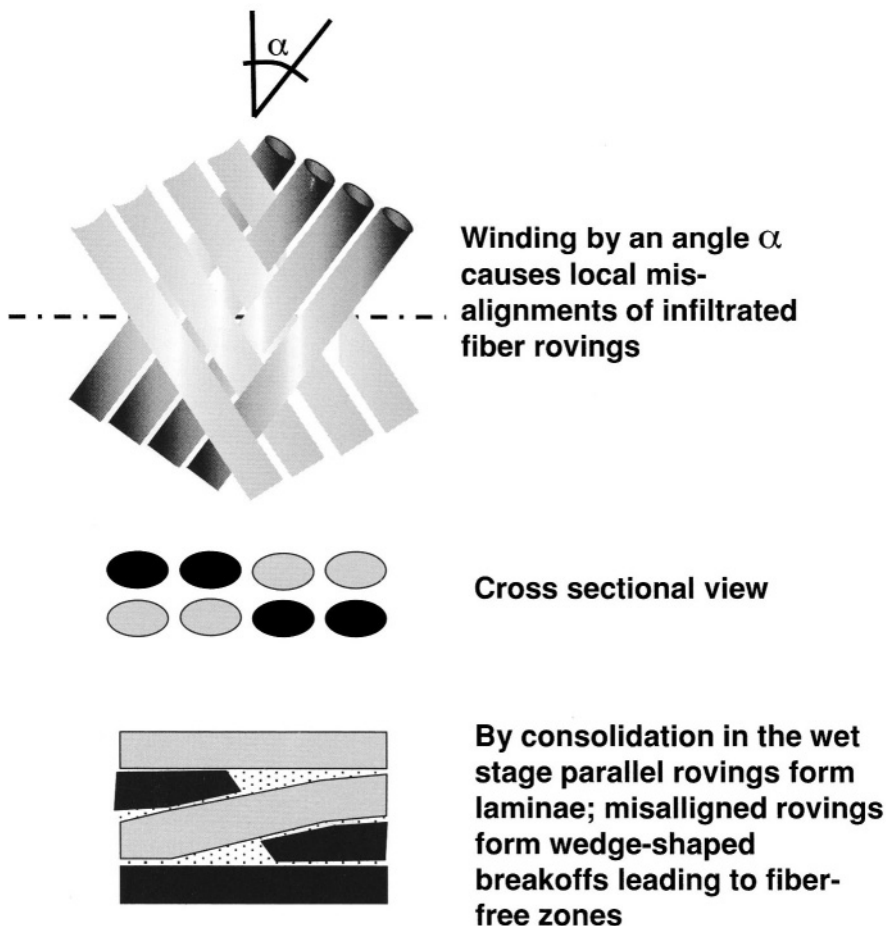 α
Winding by an angle α
causes local mis-
alignments of infiltrated
fiber rovings
Cross sectional view
By consolidation in the wet
stage parallel rovings form
laminae; misalligned rovings
form wedge-shaped
breakoffs leading to fiber-
free zones